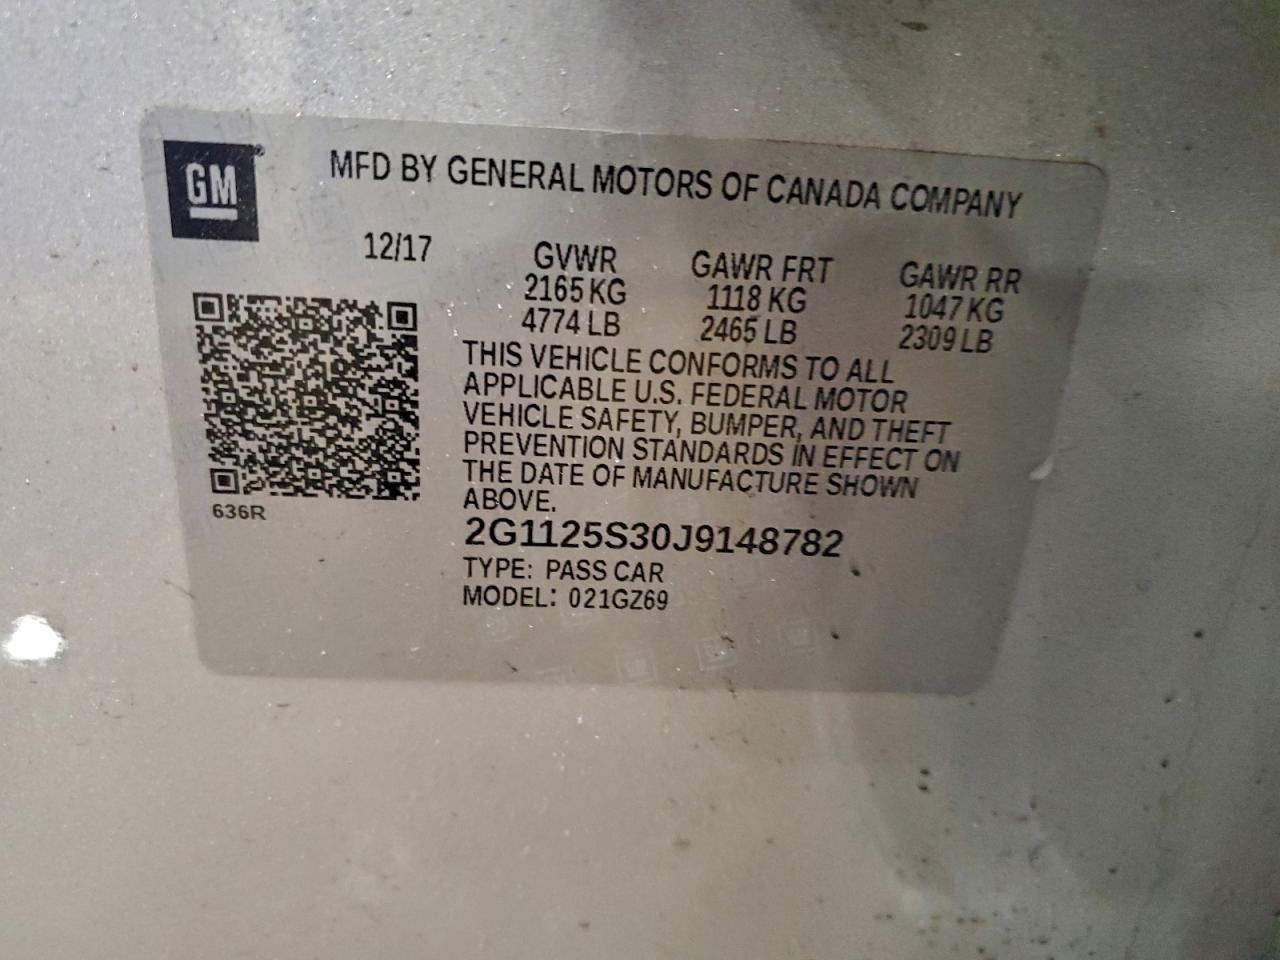 GM
MFD BY GENERAL MOTORS OF CANADA COMPANY
12/17
GVWR GAWR FRT GAWR RR
2165 KG 1118 KG 1047 KG
4774 LB 2465 LB 2309 LB
THIS VEHICLE CONFORMS TO ALL
APPLICABLE U.S. FEDERAL MOTOR
VEHICLE SAFETY, BUMPER, AND THEFT
PREVENTION STANDARDS IN EFFECT ON
THE DATE OF MANUFACTURE SHOWN
ABOVE.
636R
2G1125S30J9148782
TYPE: PASS CAR
MODEL: 021GZ69